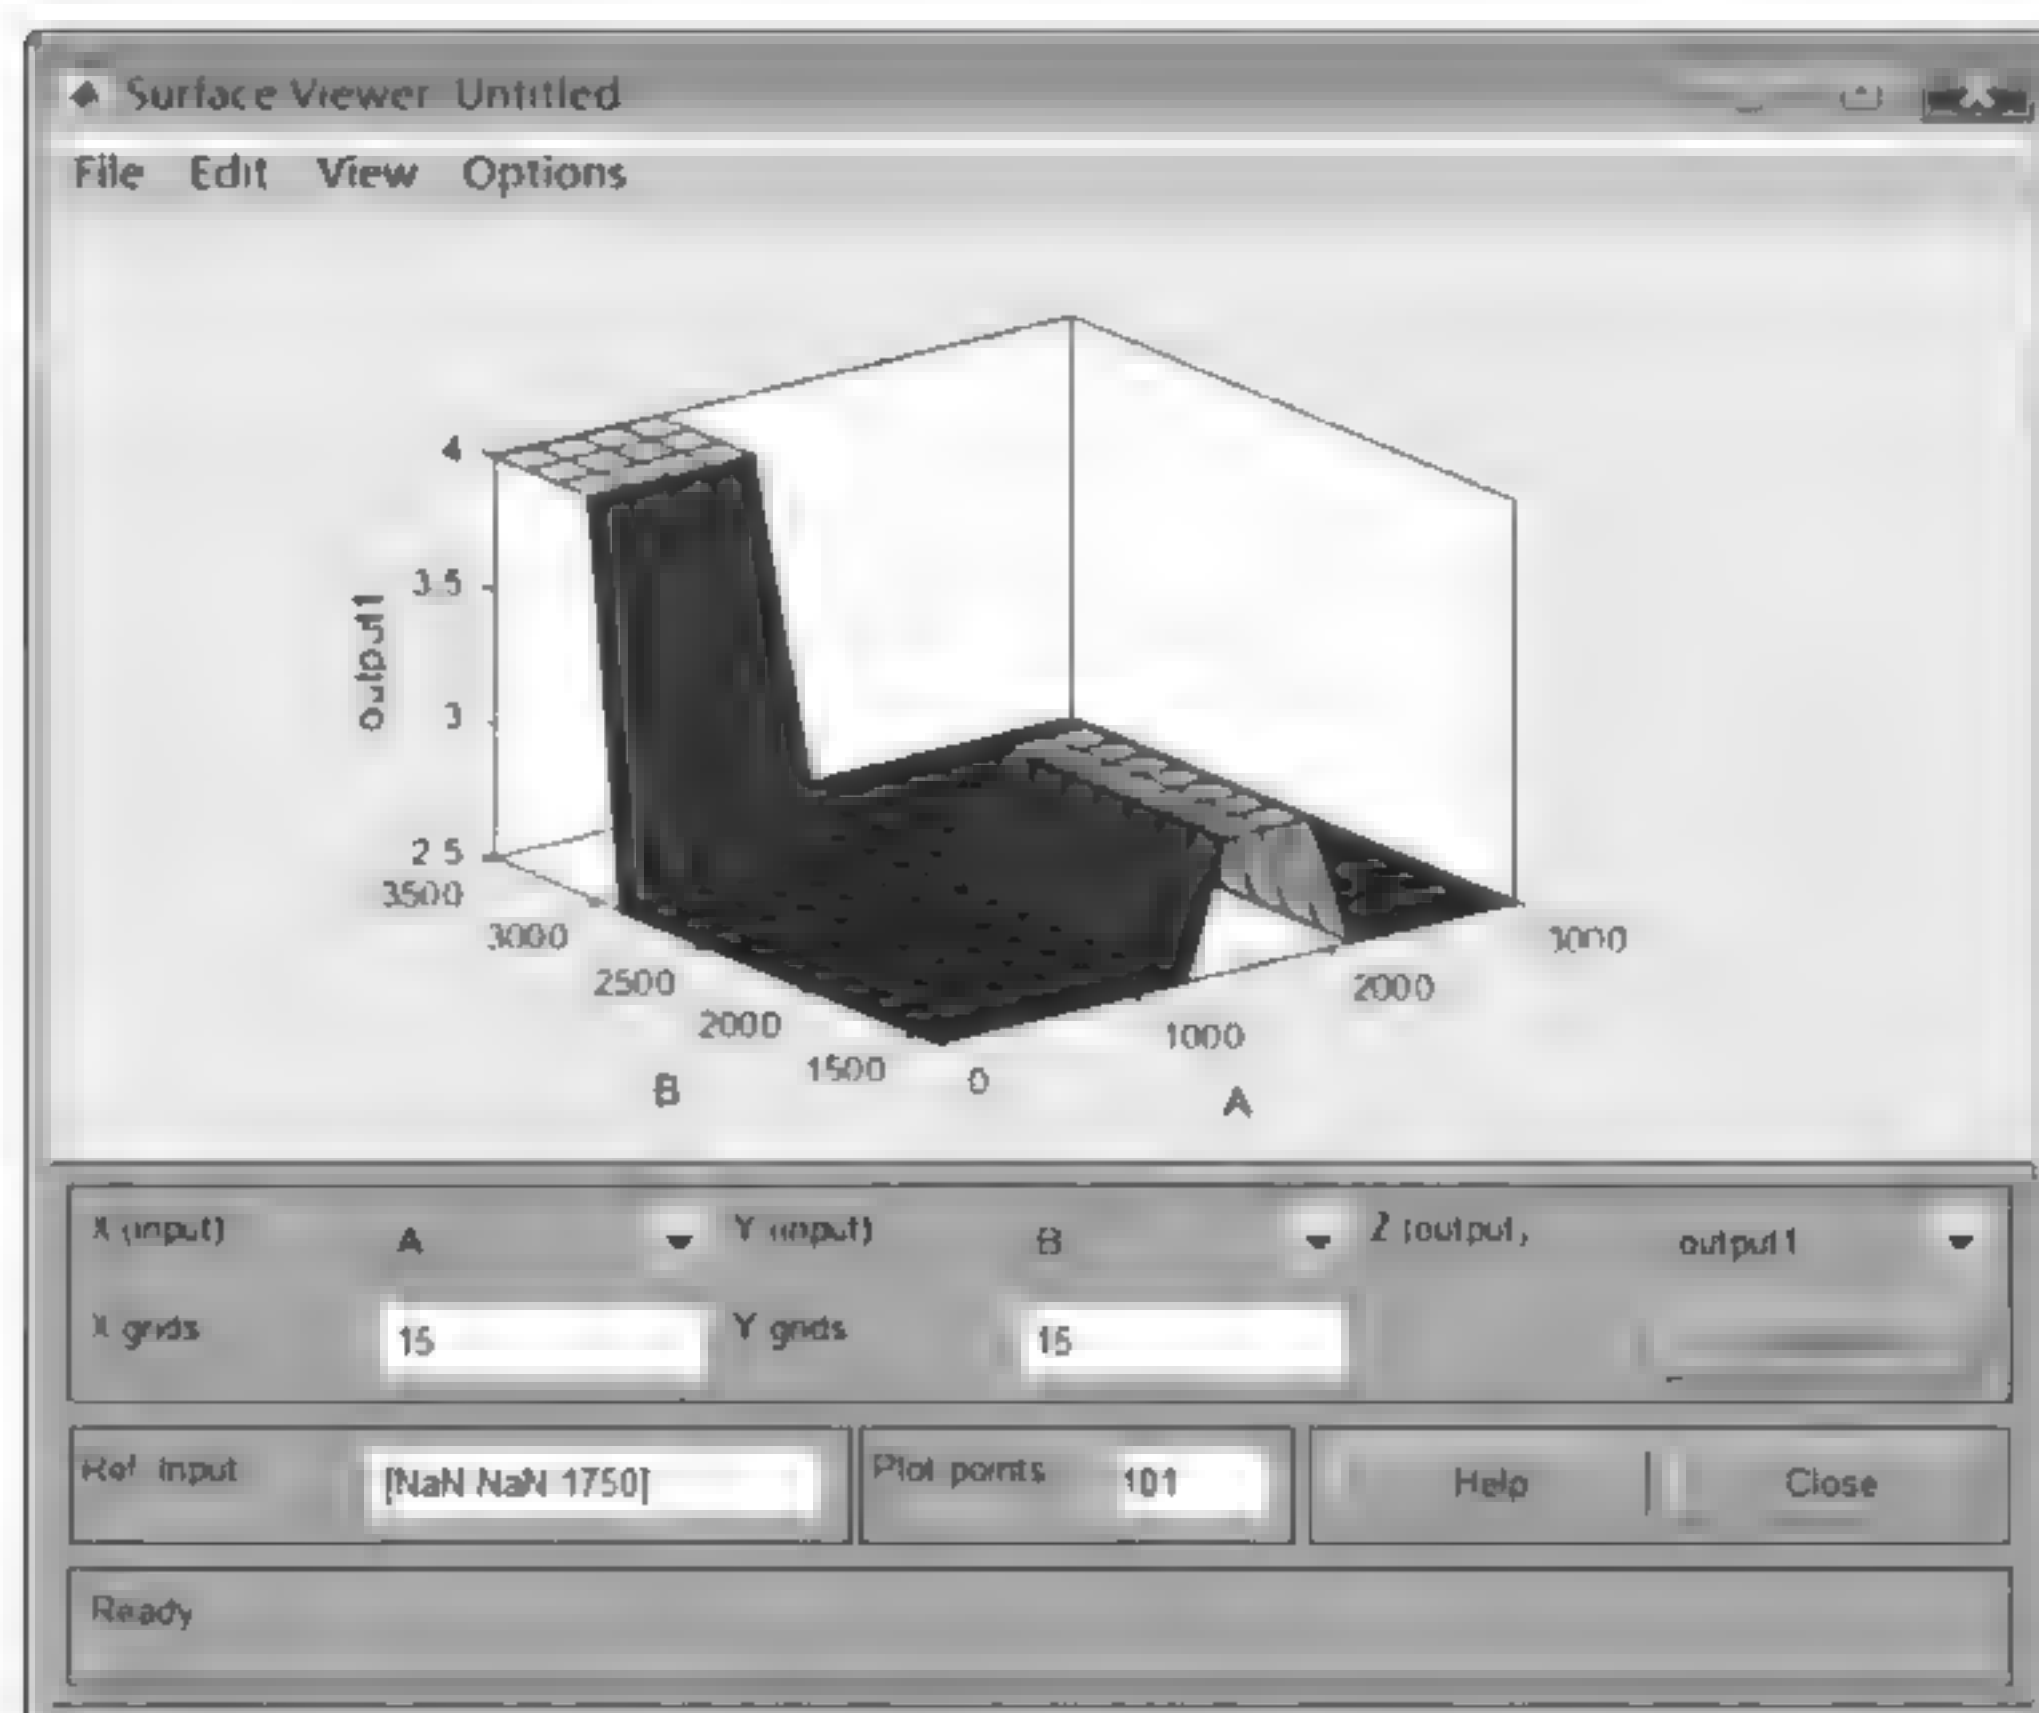 Surface Viewer Untitled
File Edit View Options
4
3.5
output1
3
2.5
3500
3000
2500
2000
1500
B
0
1000
2000
3000
A
X (input) A Y (input) B Z (output) output1
X grids 15 Y grids 15
Ref input [NaN NaN 1750] Plot points 101 Help Close
Ready